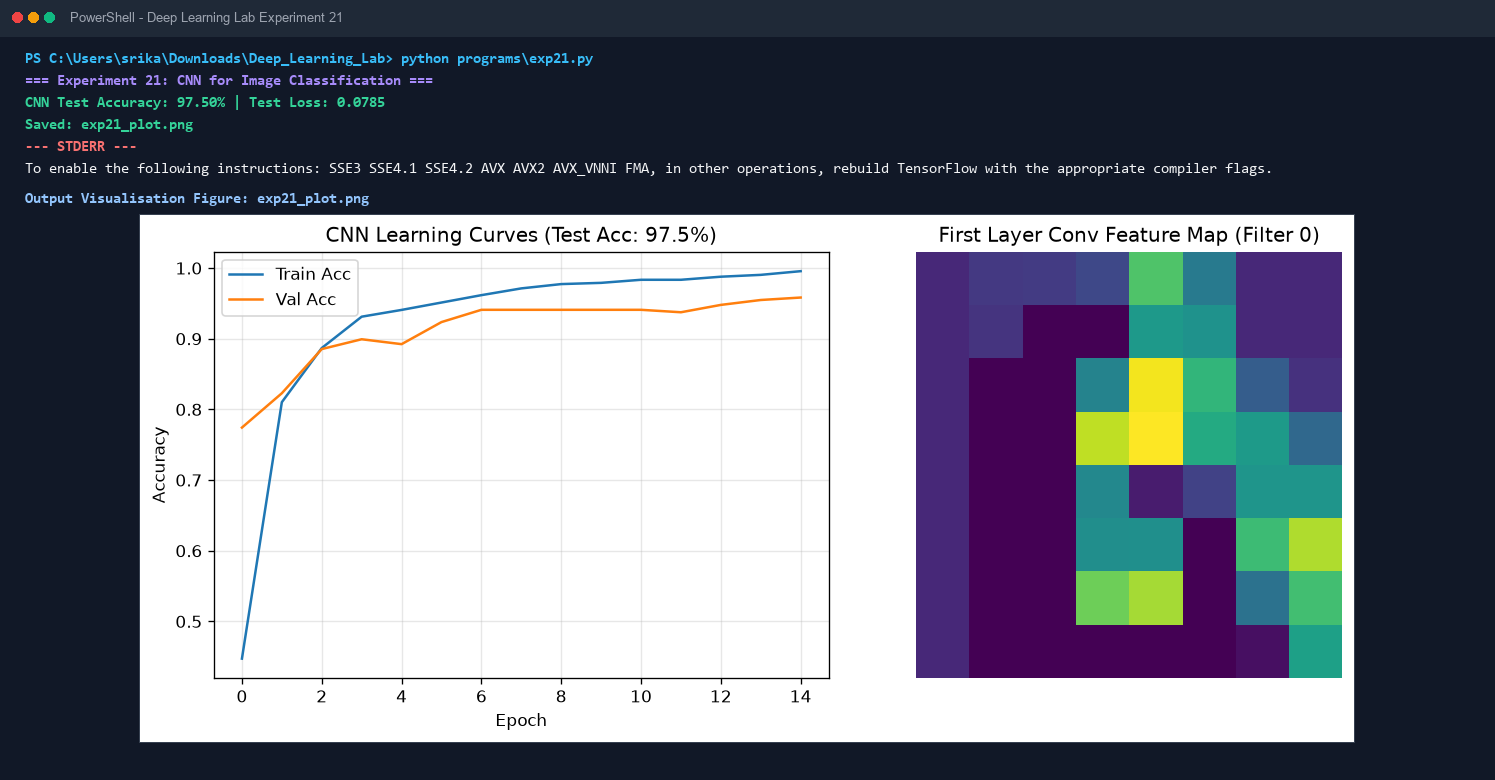 PowerShell - Deep Learning Lab Experiment 21
PS C:\Users\srika\Downloads\Deep_Learning_Lab> python programs\exp21.py
=== Experiment 21: CNN for Image Classification ===
CNN Test Accuracy: 97.50% | Test Loss: 0.0785
Saved: exp21_plot.png
--- STDERR ---
To enable the following instructions: SSE3 SSE4.1 SSE4.2 AVX AVX2 AVX_VNNI FMA, in other operations, rebuild TensorFlow with the appropriate compiler flags.
Output Visualisation Figure: exp21_plot.png
CNN Learning Curves (Test Acc: 97.5%)
Train Acc
Val Acc
1.0
0.9
0.8
0.7
0.6
0.5
Accuracy
0 2 4 6 8 10 12 14
Epoch
First Layer Conv Feature Map (Filter 0)